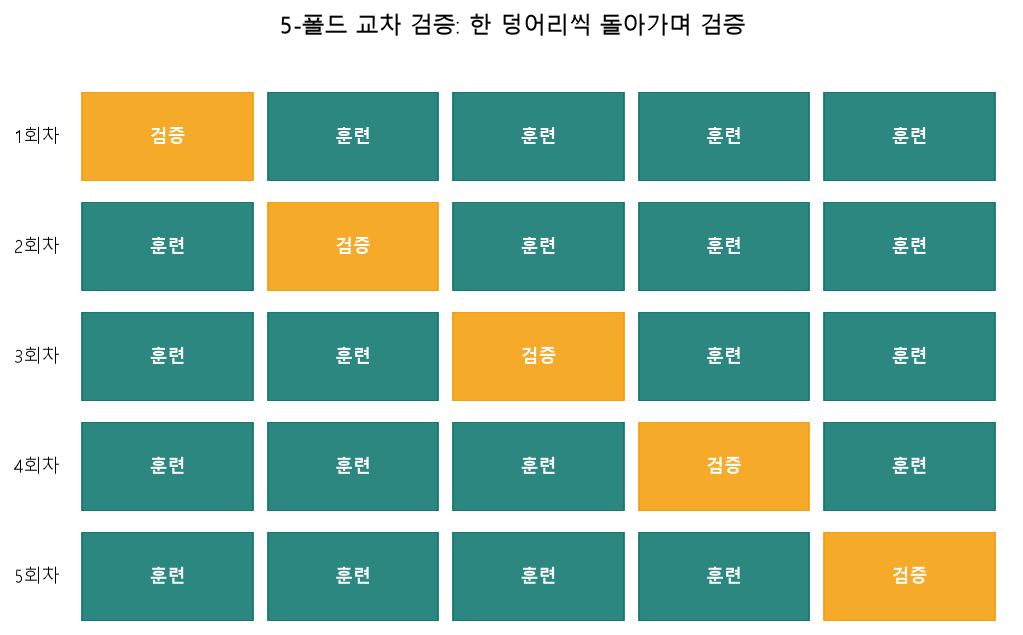 5-폴드 교차 검증: 한 덩어리씩 돌아가며 검증
1회차 검증 훈련 훈련 훈련 훈련
2회차 훈련 검증 훈련 훈련 훈련
3회차 훈련 훈련 검증 훈련 훈련
4회차 훈련 훈련 훈련 검증 훈련
5회차 훈련 훈련 훈련 훈련 검증